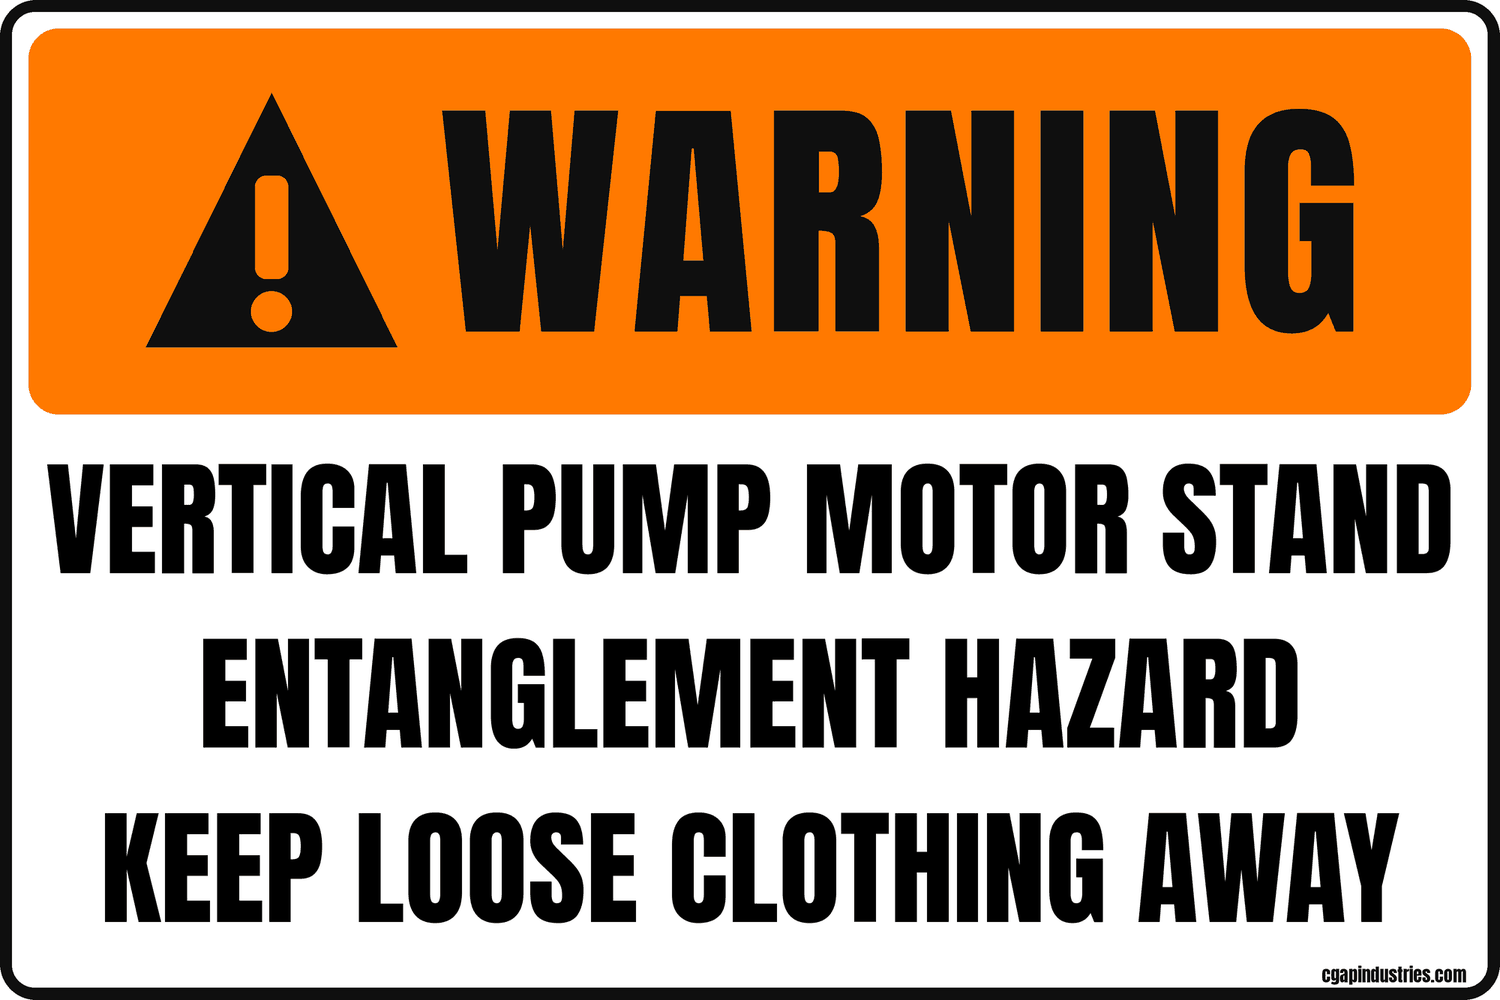 WARNING
VERTICAL PUMP MOTOR STAND
ENTANGLEMENT HAZARD
KEEP LOOSE CLOTHING AWAY
cgapindustries.com